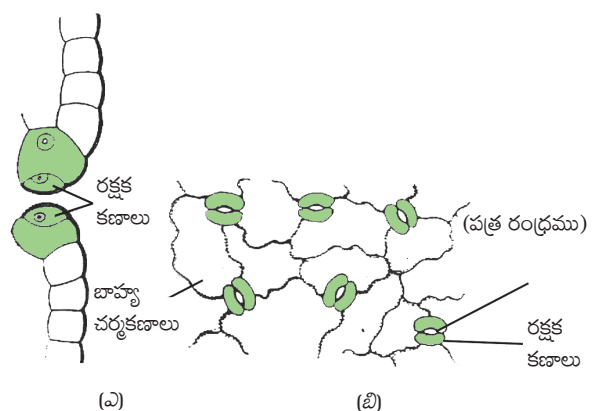 రక్షక
కణాలు
(పత్ర రంధ్రము)
బాహ్య
చర్మకణాలు
రక్షక
కణాలు
(ఎ)
(బి)